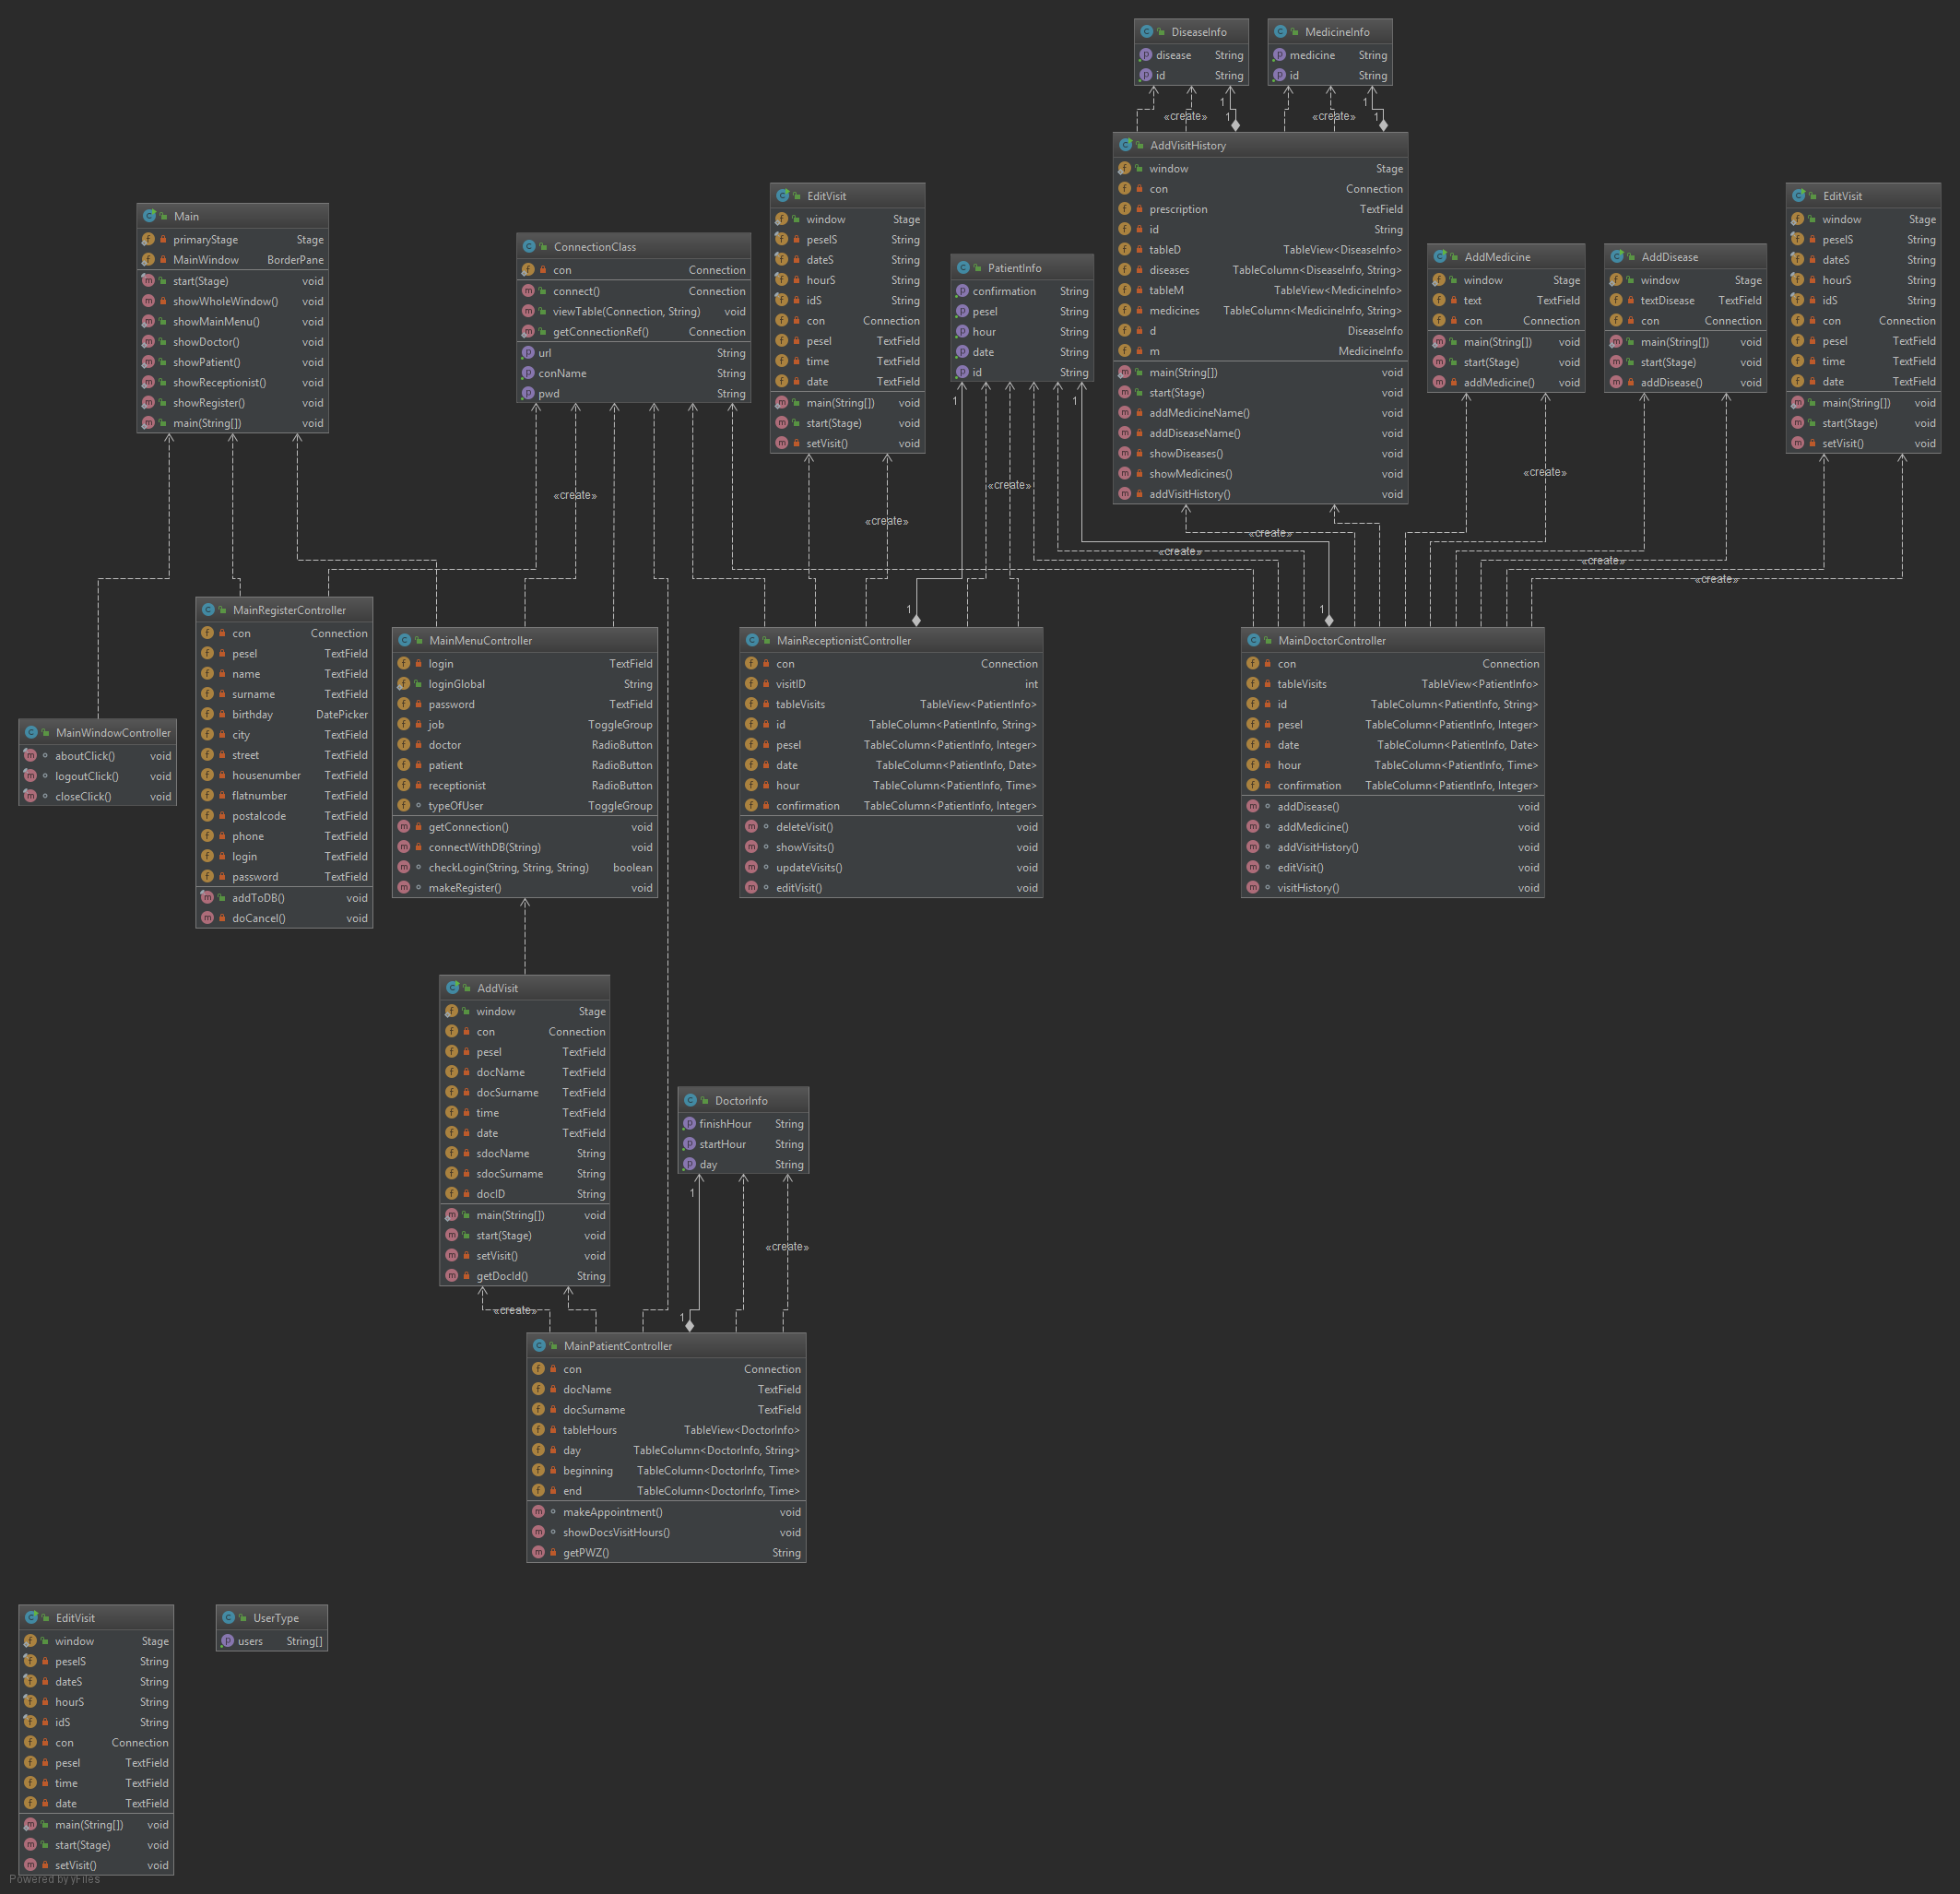 DiseaseInfo
disease String
id String
MedicineInfo
medicine String
id String
1
«create» 1
1
«create» 1
AddVisitHistory
window Stage
con Connection
prescription TextField
id String
tableD TableView<DiseaseInfo>
diseases TableColumn<DiseaseInfo, String>
tableM TableView<MedicineInfo>
medicines TableColumn<MedicineInfo, String>
d DiseaseInfo
m MedicineInfo
main(String[]) void
start(Stage) void
addMedicineName() void
addDiseaseName() void
showDiseases() void
showMedicines() void
addVisitHistory() void
Main
primaryStage Stage
MainWindow BorderPane
start(Stage) void
showWholeWindow() void
showMainMenu() void
showDoctor() void
showPatient() void
showReceptionist() void
showRegister() void
main(String[]) void
ConnectionClass
con Connection
connect() Connection
viewTable(Connection, String) void
getConnectionRef() Connection
url String
conName String
pwd String
EditVisit
window Stage
peselS String
dateS String
hourS String
idS String
con Connection
pesel TextField
time TextField
date TextField
main(String[]) void
start(Stage) void
setVisit() void
PatientInfo
confirmation String
pesel String
hour String
date String
id String
AddMedicine
window Stage
text TextField
con Connection
main(String[]) void
start(Stage) void
addMedicine() void
AddDisease
window Stage
textDisease TextField
con Connection
main(String[]) void
start(Stage) void
addDisease() void
EditVisit
window Stage
peselS String
dateS String
hourS String
idS String
con Connection
pesel TextField
time TextField
date TextField
main(String[]) void
start(Stage) void
setVisit() void
1
1
«create»
«create»
«create»
«create»
«create»
«create»
«create»
«create»
1
1
MainWindowController
aboutClick() void
logoutClick() void
closeClick() void
MainRegisterController
con Connection
pesel TextField
name TextField
surname TextField
birthday DatePicker
city TextField
street TextField
housenumber TextField
flatnumber TextField
postalcode TextField
phone TextField
login TextField
password TextField
addToDB() void
doCancel() void
MainMenuController
login TextField
loginGlobal String
password TextField
job ToggleGroup
doctor RadioButton
patient RadioButton
receptionist RadioButton
typeOfUser ToggleGroup
getConnection() void
connectWithDB(String) void
checkLogin(String, String, String) boolean
makeRegister() void
MainReceptionistController
con Connection
visitID int
tableVisits TableView<PatientInfo>
id TableColumn<PatientInfo, String>
pesel TableColumn<PatientInfo, Integer>
date TableColumn<PatientInfo, Date>
hour TableColumn<PatientInfo, Time>
confirmation TableColumn<PatientInfo, Integer>
deleteVisit() void
showVisits() void
updateVisits() void
editVisit() void
MainDoctorController
con Connection
tableVisits TableView<PatientInfo>
id TableColumn<PatientInfo, String>
pesel TableColumn<PatientInfo, Integer>
date TableColumn<PatientInfo, Date>
hour TableColumn<PatientInfo, Time>
confirmation TableColumn<PatientInfo, Integer>
addDisease() void
addMedicine() void
addVisitHistory() void
editVisit() void
visitHistory() void
AddVisit
window Stage
con Connection
pesel TextField
docName TextField
docSurname TextField
time TextField
date TextField
sdocName String
sdocSurname String
docID String
main(String[]) void
start(Stage) void
setVisit() void
getDocId() String
DoctorInfo
finishHour String
startHour String
day String
1
«create»
«create»
1
MainPatientController
con Connection
docName TextField
docSurname TextField
tableHours TableView<DoctorInfo>
day TableColumn<DoctorInfo, String>
beginning TableColumn<DoctorInfo, Time>
end TableColumn<DoctorInfo, Time>
makeAppointment() void
showDocsVisitHours() void
getPWZ() String
EditVisit
window Stage
peselS String
dateS String
hourS String
idS String
con Connection
pesel TextField
time TextField
date TextField
main(String[]) void
start(Stage) void
setVisit() void
UserType
users String[]
Powered by yFiles